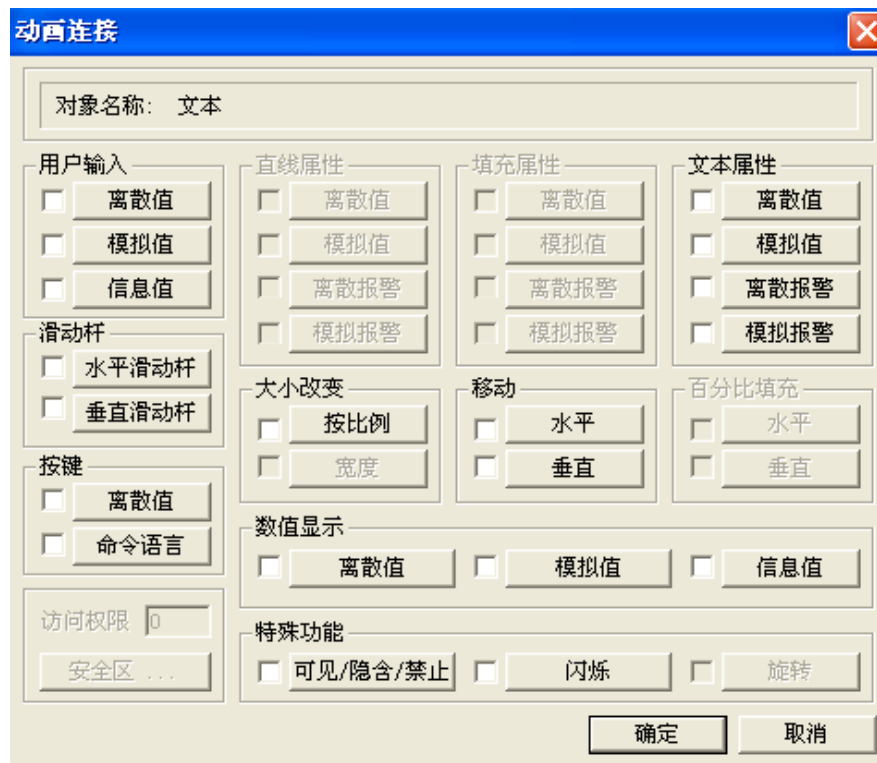 动画连接
对象名称: 文本
用户输入
离散值
模拟值
信息值
滑动杆
水平滑动杆
垂直滑动杆
按键
离散值
命令语言
访问权限 0
安全区 ...
直线属性
离散值
模拟值
离散报警
模拟报警
填充属性
离散值
模拟值
离散报警
模拟报警
文本属性
离散值
模拟值
离散报警
模拟报警
大小改变
按比例
宽度
移动
水平
垂直
百分比填充
水平
垂直
数值显示
离散值
模拟值
信息值
特殊功能
可见/隐含/禁止
闪烁
旋转
确定
取消